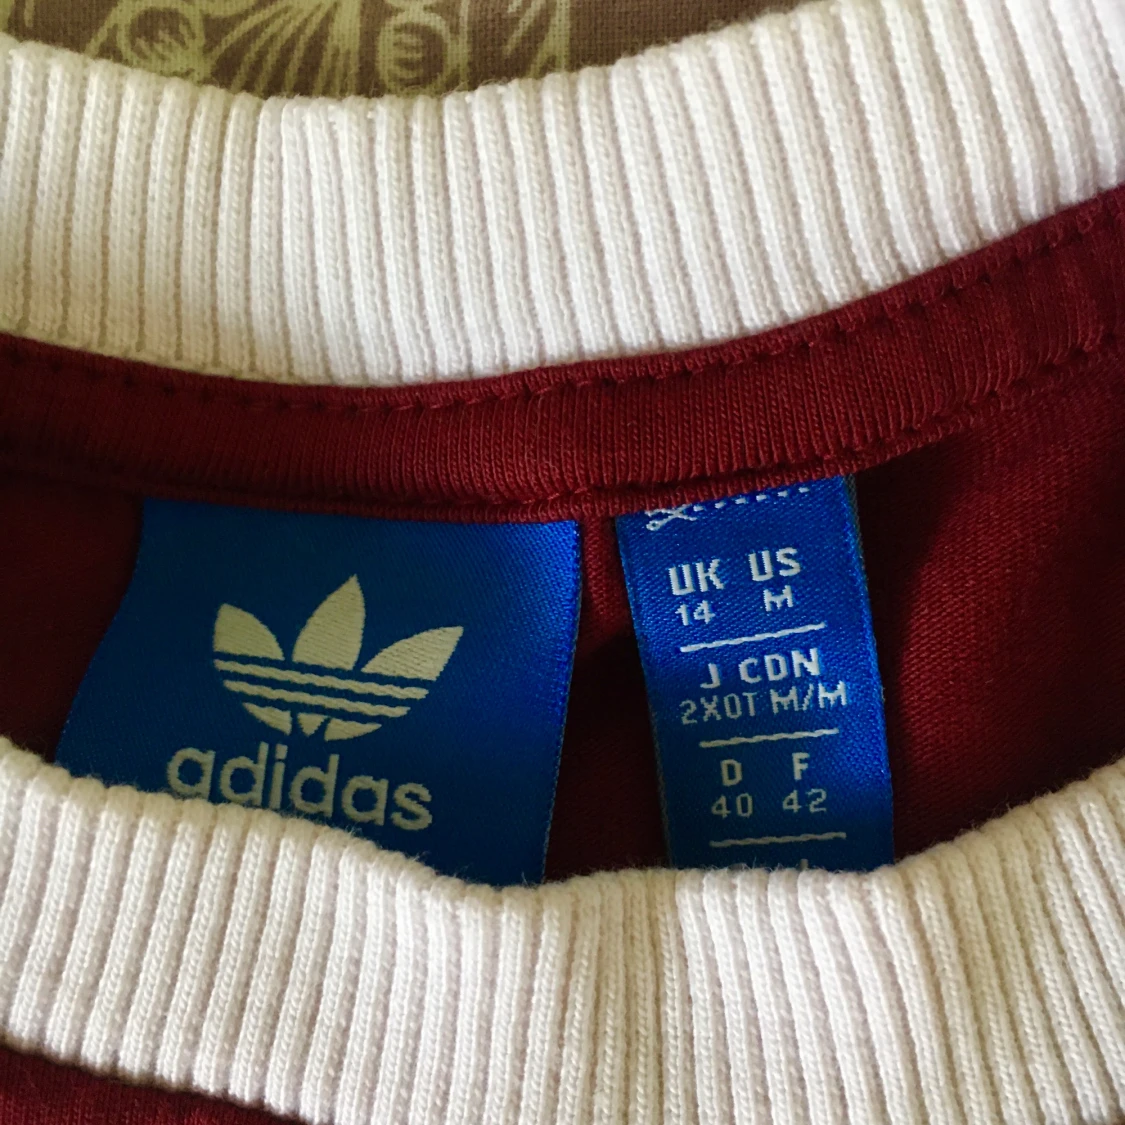 adidas
UK US
14 M
J CDN
2XOT M/M
D F
40 42